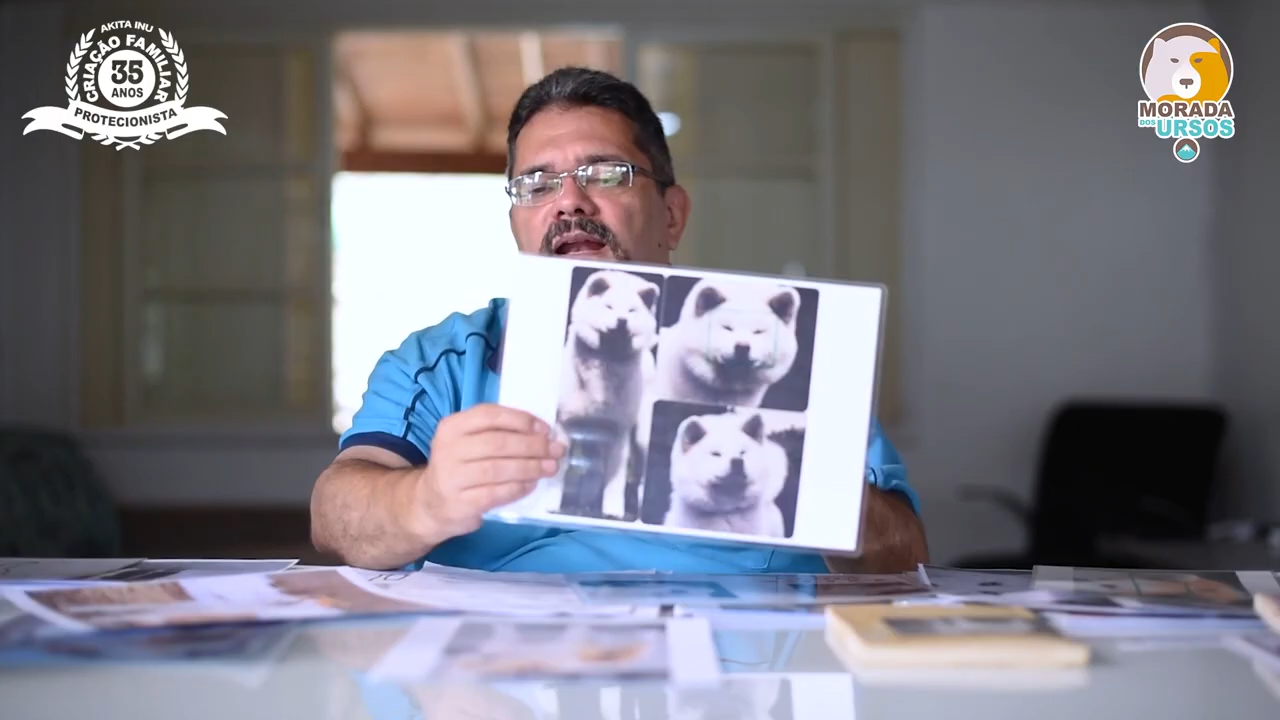 AKITA INU
CRIAÇÃO FAMILIAR
35
ANOS
PROTECIONISTA
MORADA
DOS URSOS